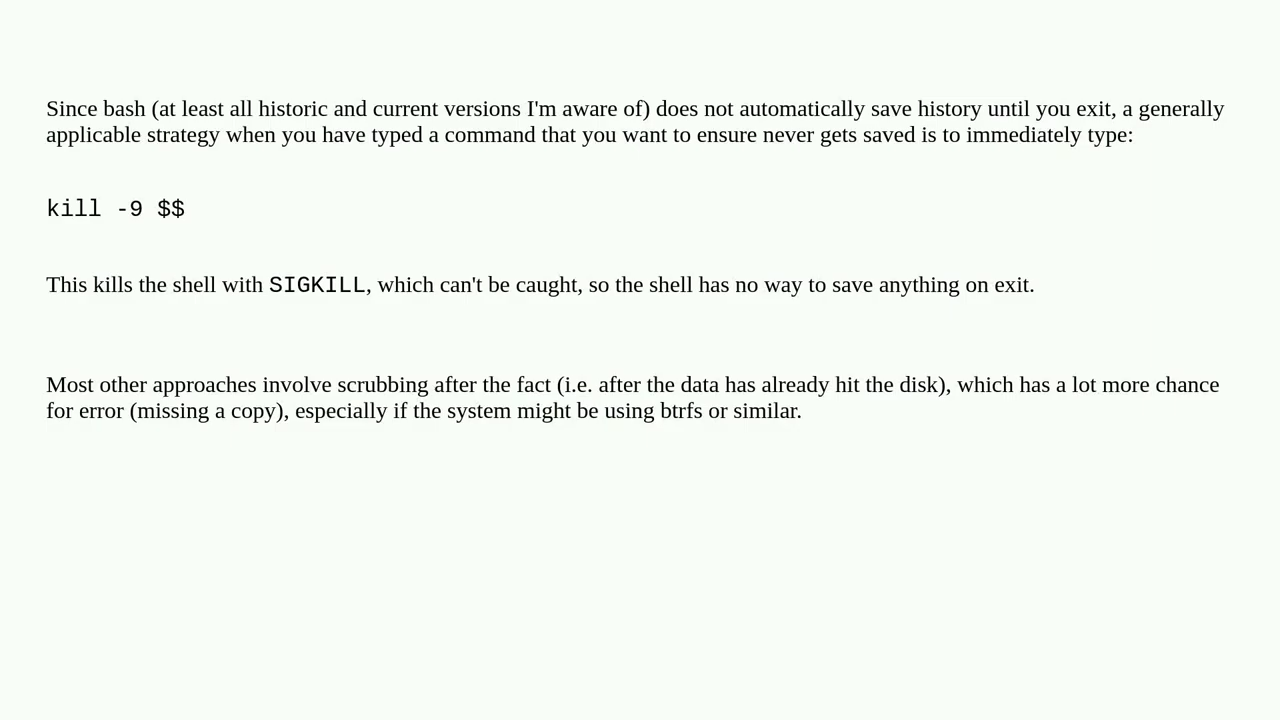 Since bash (at least all historic and current versions I'm aware of) does not automatically save history until you exit, a generally
applicable strategy when you have typed a command that you want to ensure never gets saved is to immediately type:
kill -9 $$
This kills the shell with SIGKILL, which can't be caught, so the shell has no way to save anything on exit.
Most other approaches involve scrubbing after the fact (i.e. after the data has already hit the disk), which has a lot more chance
for error (missing a copy), especially if the system might be using btrfs or similar.